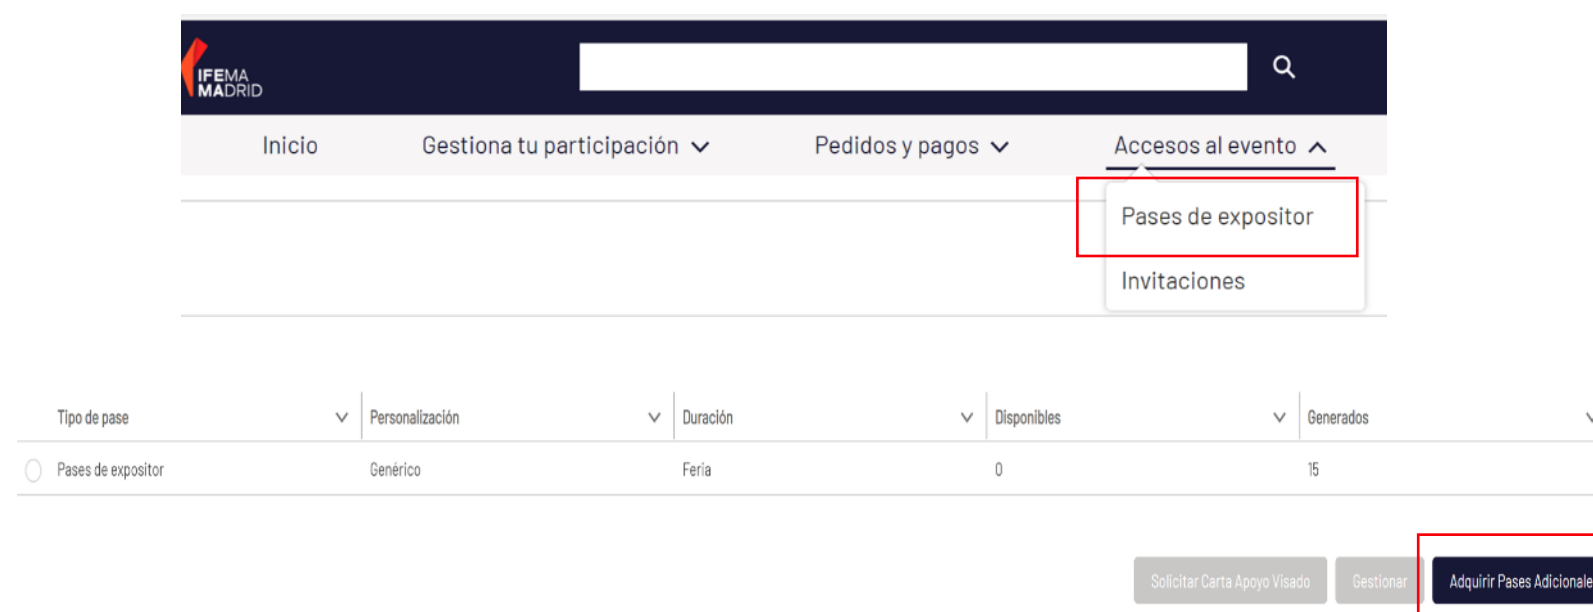 IFEMA
MADRID
Inicio Gestiona tu participación Pedidos y pagos Accesos al evento
Pases de expositor
Invitaciones
Tipo de pase Personalización Duración Disponibles Generados
Pases de expositor Genérico Feria 0 15
Solicitar Carta Apoyo Visado Gestionar Adquirir Pases Adicionale